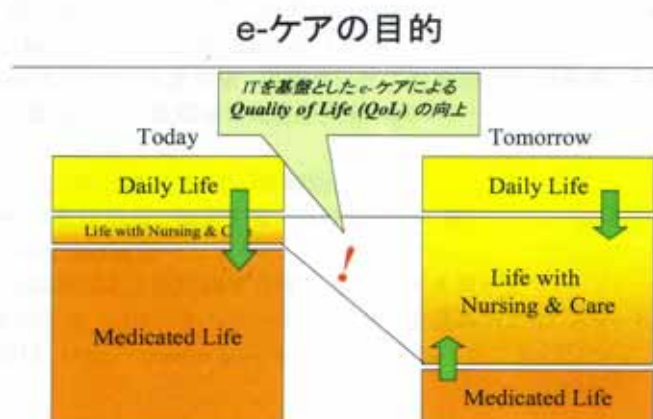 e-ケアの目的
ITを基盤としたe-ケアによる
Quality of Life (QoL) の向上
Today
Tomorrow
Daily Life
Life with Nursing & Care
Medicated Life
!
Daily Life
Life with
Nursing & Care
Medicated Life